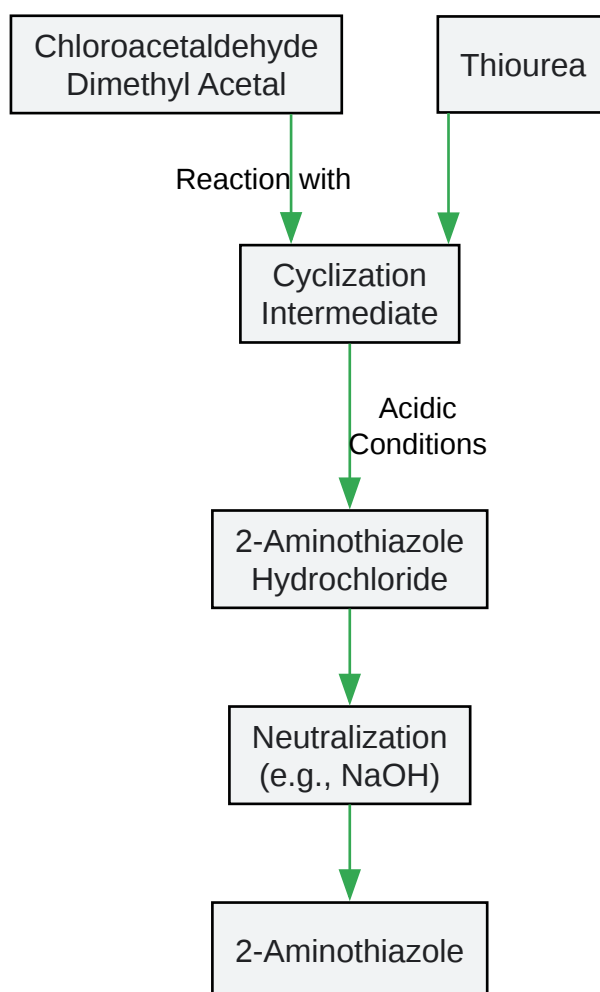 Chloroacetaldehyde
Dimethyl Acetal
Thiourea
Reaction with
Cyclization
Intermediate
Acidic
Conditions
2-Aminothiazole
Hydrochloride
Neutralization
(e.g., NaOH)
2-Aminothiazole